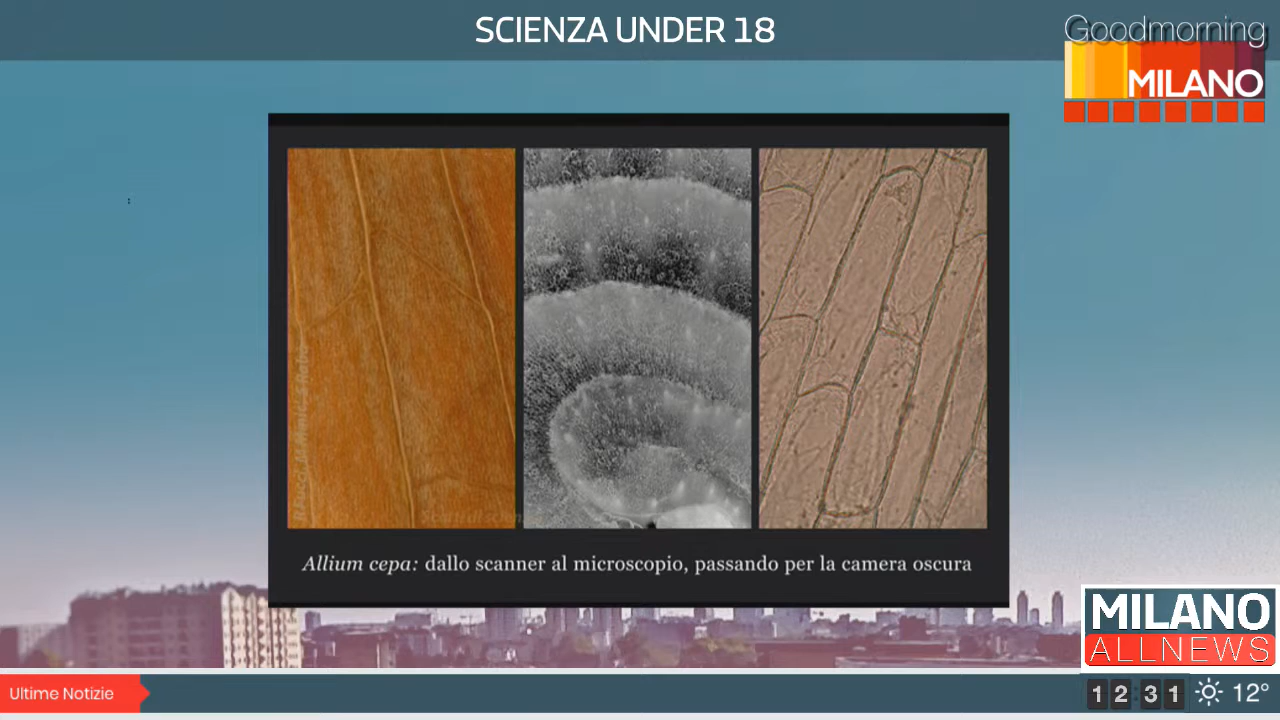 SCIENZA UNDER 18
Goodmorning
MILANO
Allium cepa: dallo scanner al microscopio, passando per la camera oscura
MILANO
ALLNEWS
Ultime Notizie
12:31
12°